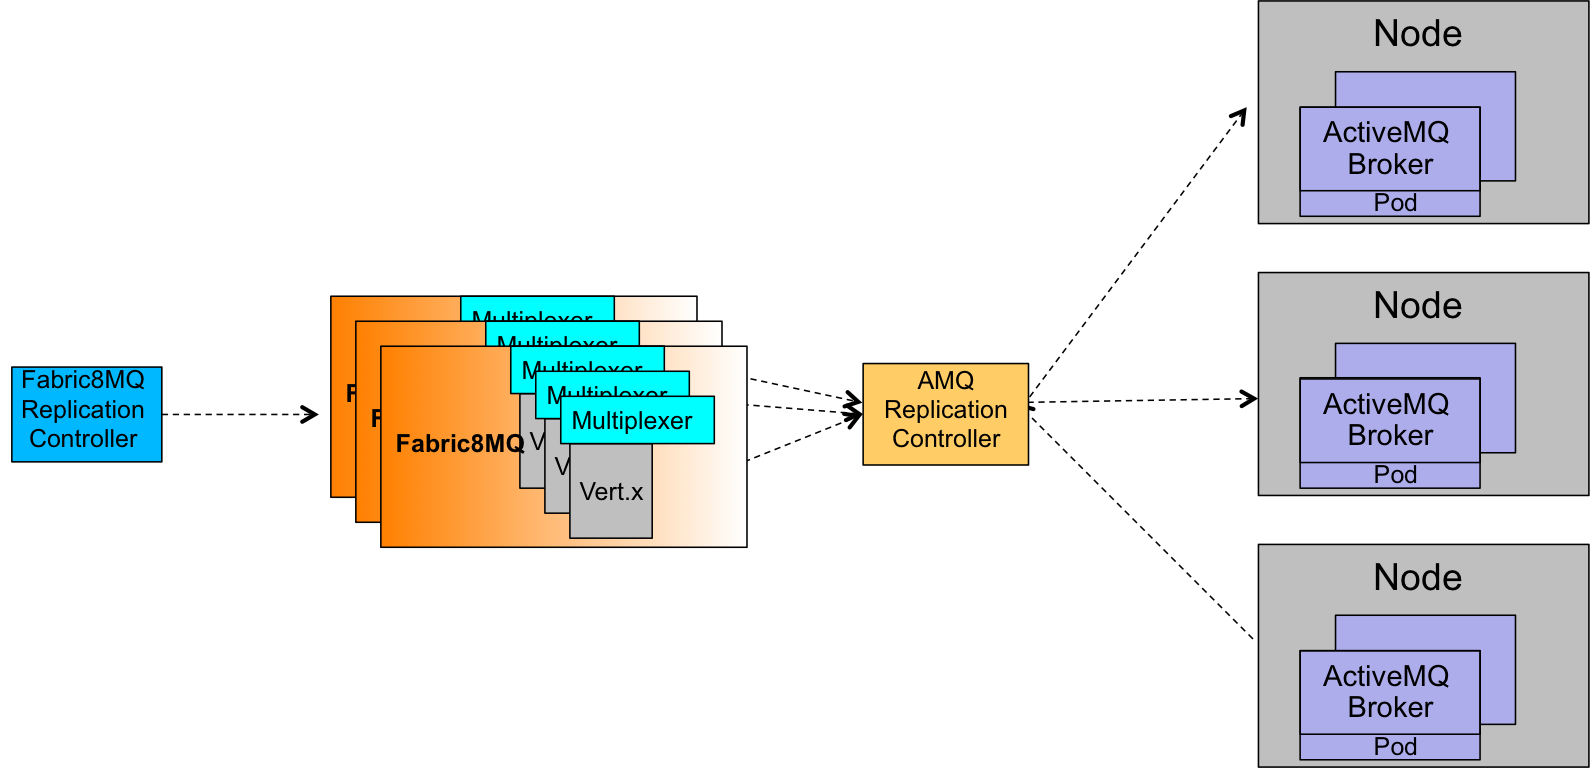 Fabric8MQ
Replication
Controller
Multiplexer
Multiplexer
Multiplexer
Multiplexer
Multiplexer
F
F
Fabric8MQ
V
V
Vert.x
AMQ
Replication
Controller
Node
ActiveMQ
Broker
Pod
Node
ActiveMQ
Broker
Pod
Node
ActiveMQ
Broker
Pod